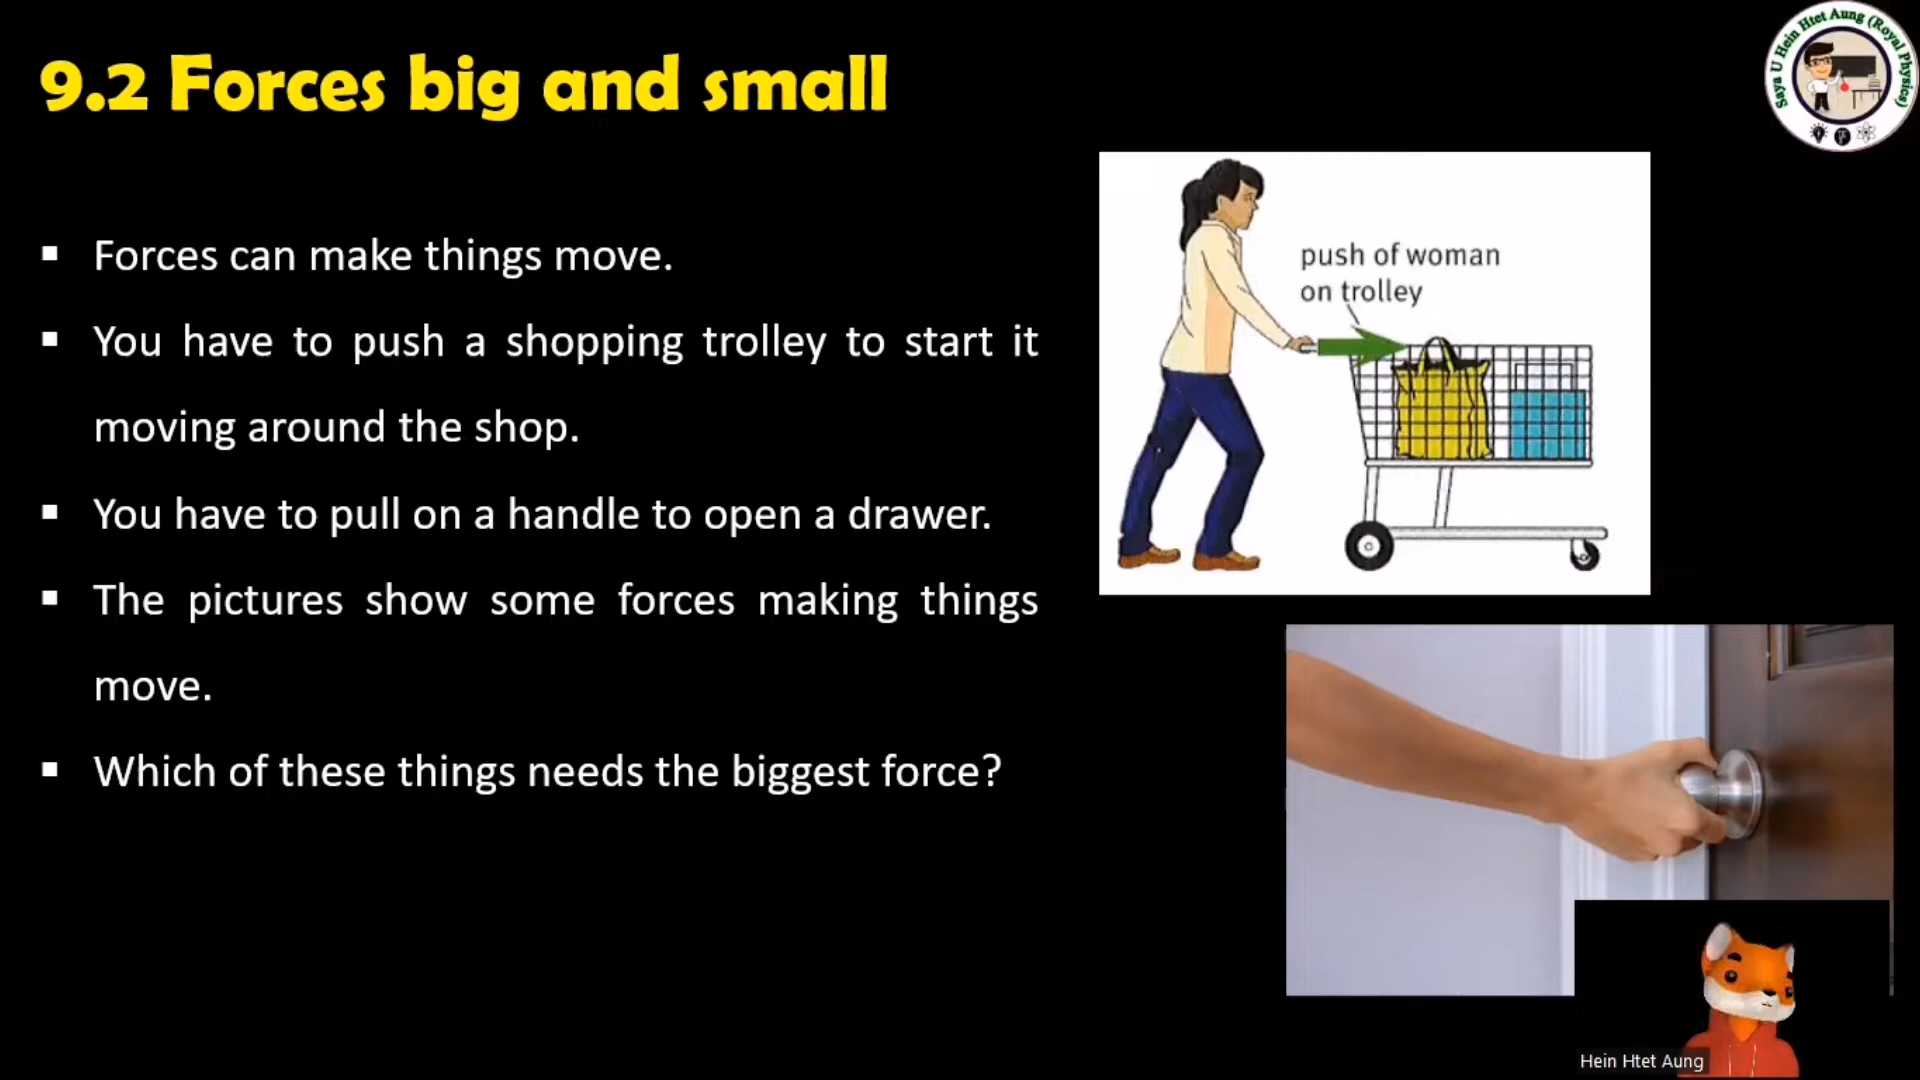 9.2 Forces big and small
Saya U Hein Htet Aung (Royal Physics)
▪ Forces can make things move.
▪ You have to push a shopping trolley to start it
moving around the shop.
▪ You have to pull on a handle to open a drawer.
▪ The pictures show some forces making things
move.
▪ Which of these things needs the biggest force?
push of woman
on trolley
Hein Htet Aung